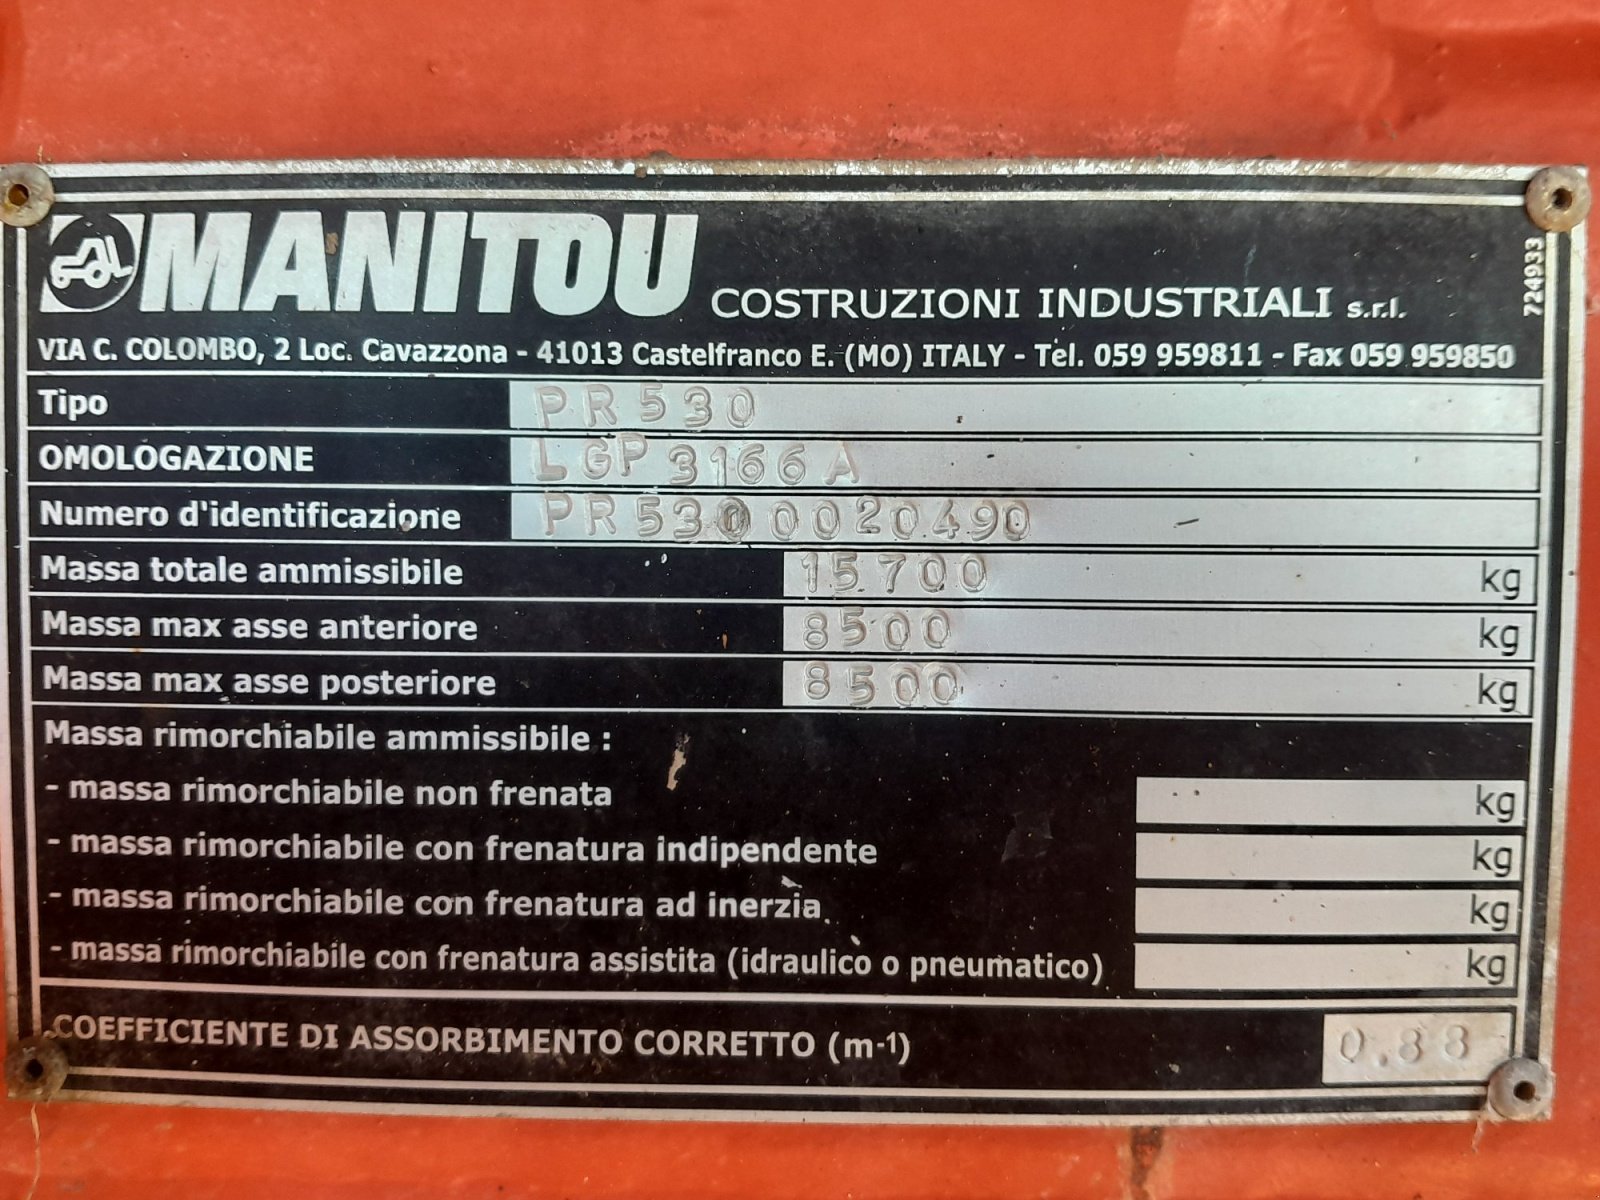 MANITOU COSTRUZIONI INDUSTRIALI s.r.l.
724933
VIA C. COLOMBO, 2 Loc. Cavazzona - 41013 Castelfranco E. (MO) ITALY - Tel. 059 959811 - Fax 059 959850
Tipo PR530
OMOLOGAZIONE LGP3166A
Numero d'identificazione PR5300020490
Massa totale ammissibile 15700 kg
Massa max asse anteriore 8500 kg
Massa max asse posteriore 8500 kg
Massa rimorchiabile ammissibile :
- massa rimorchiabile non frenata kg
- massa rimorchiabile con frenatura indipendente kg
- massa rimorchiabile con frenatura ad inerzia kg
- massa rimorchiabile con frenatura assistita (idraulico o pneumatico) kg
COEFFICIENTE DI ASSORBIMENTO CORRETTO (m-1) 0.88